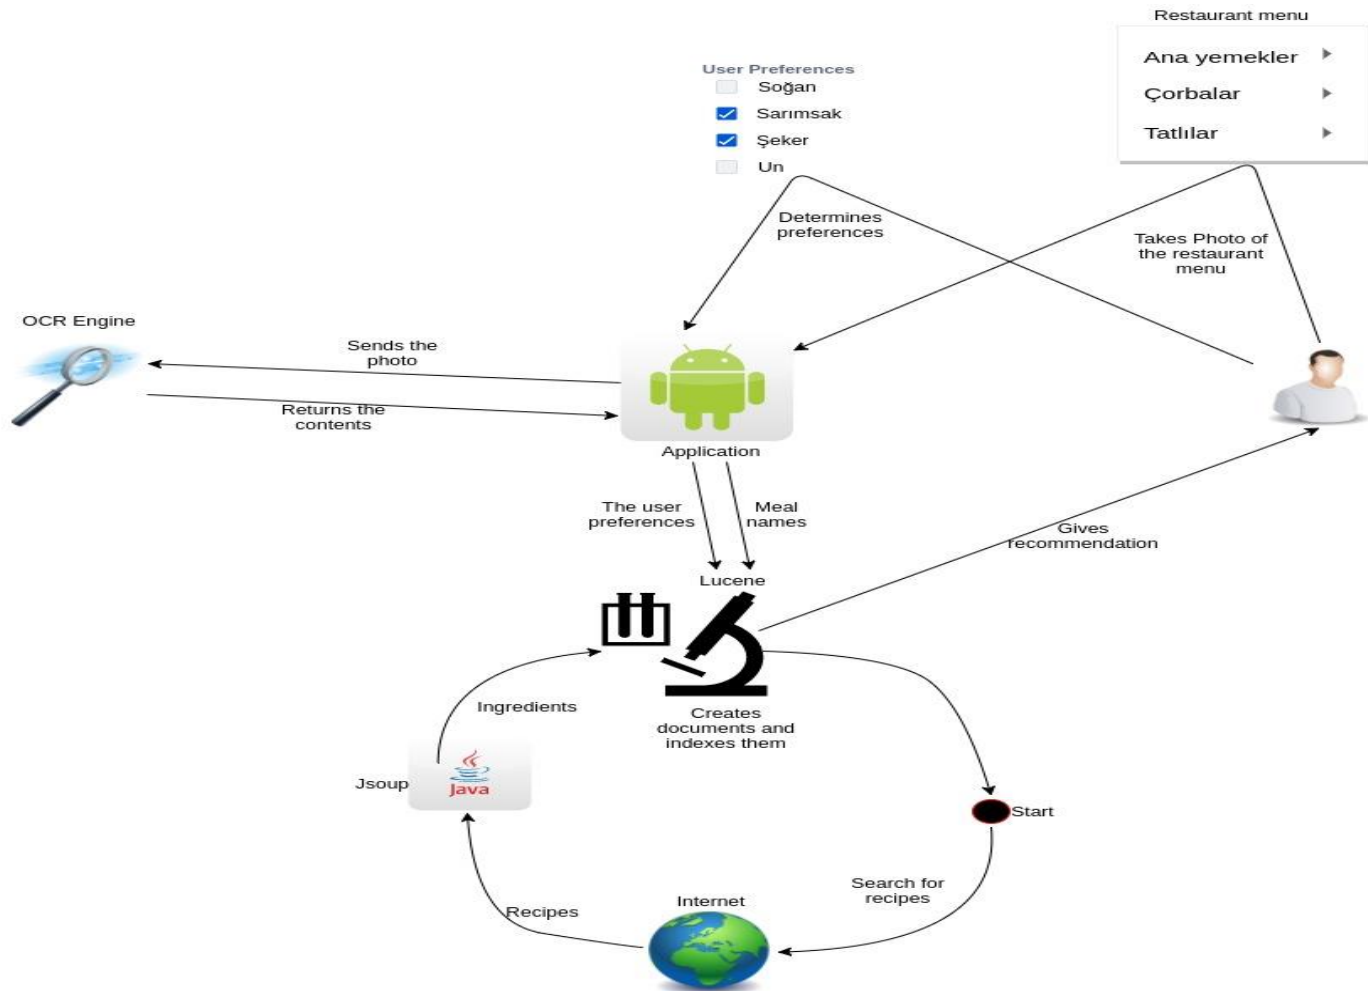 Restaurant menu
Ana yemekler
Çorbalar
Tatlılar
User Preferences
Soğan
Sarımsak
Şeker
Un
Determines
preferences
Takes Photo of
the restaurant
menu
OCR Engine
Sends the
photo
Returns the
contents
Application
The user
preferences
Meal
names
Gives
recommendation
Lucene
Creates
documents and
indexes them
Ingredients
Jsoup
Java
Start
Search for
recipes
Internet
Recipes